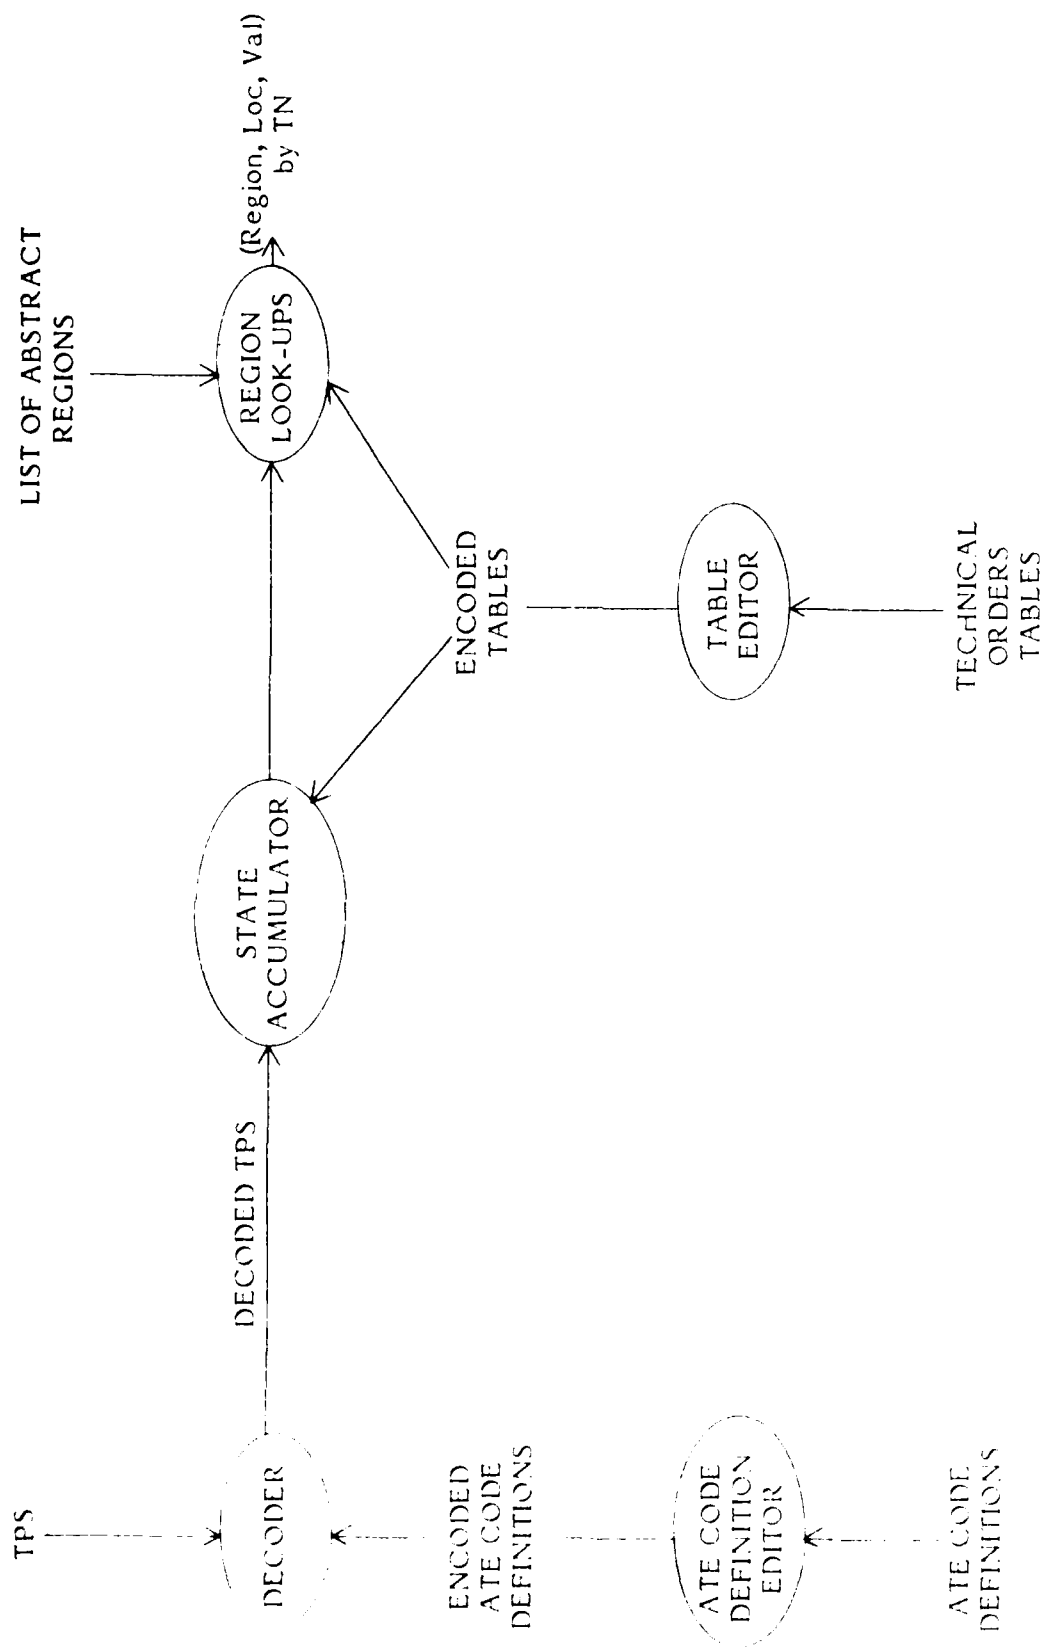 TPS
DECODER
DECODED TPS
ENCODED
ATE CODE
DEFINITIONS
ATE CODE
DEFINITION
EDITOR
ATE CODE
DEFINITIONS
STATE
ACCUMULATOR
LIST OF ABSTRACT
REGIONS
REGION
LOOK-UPS
(Region, Loc, Val)
by TN
ENCODED
TABLES
TABLE
EDITOR
TECHNICAL
ORDERS
TABLES